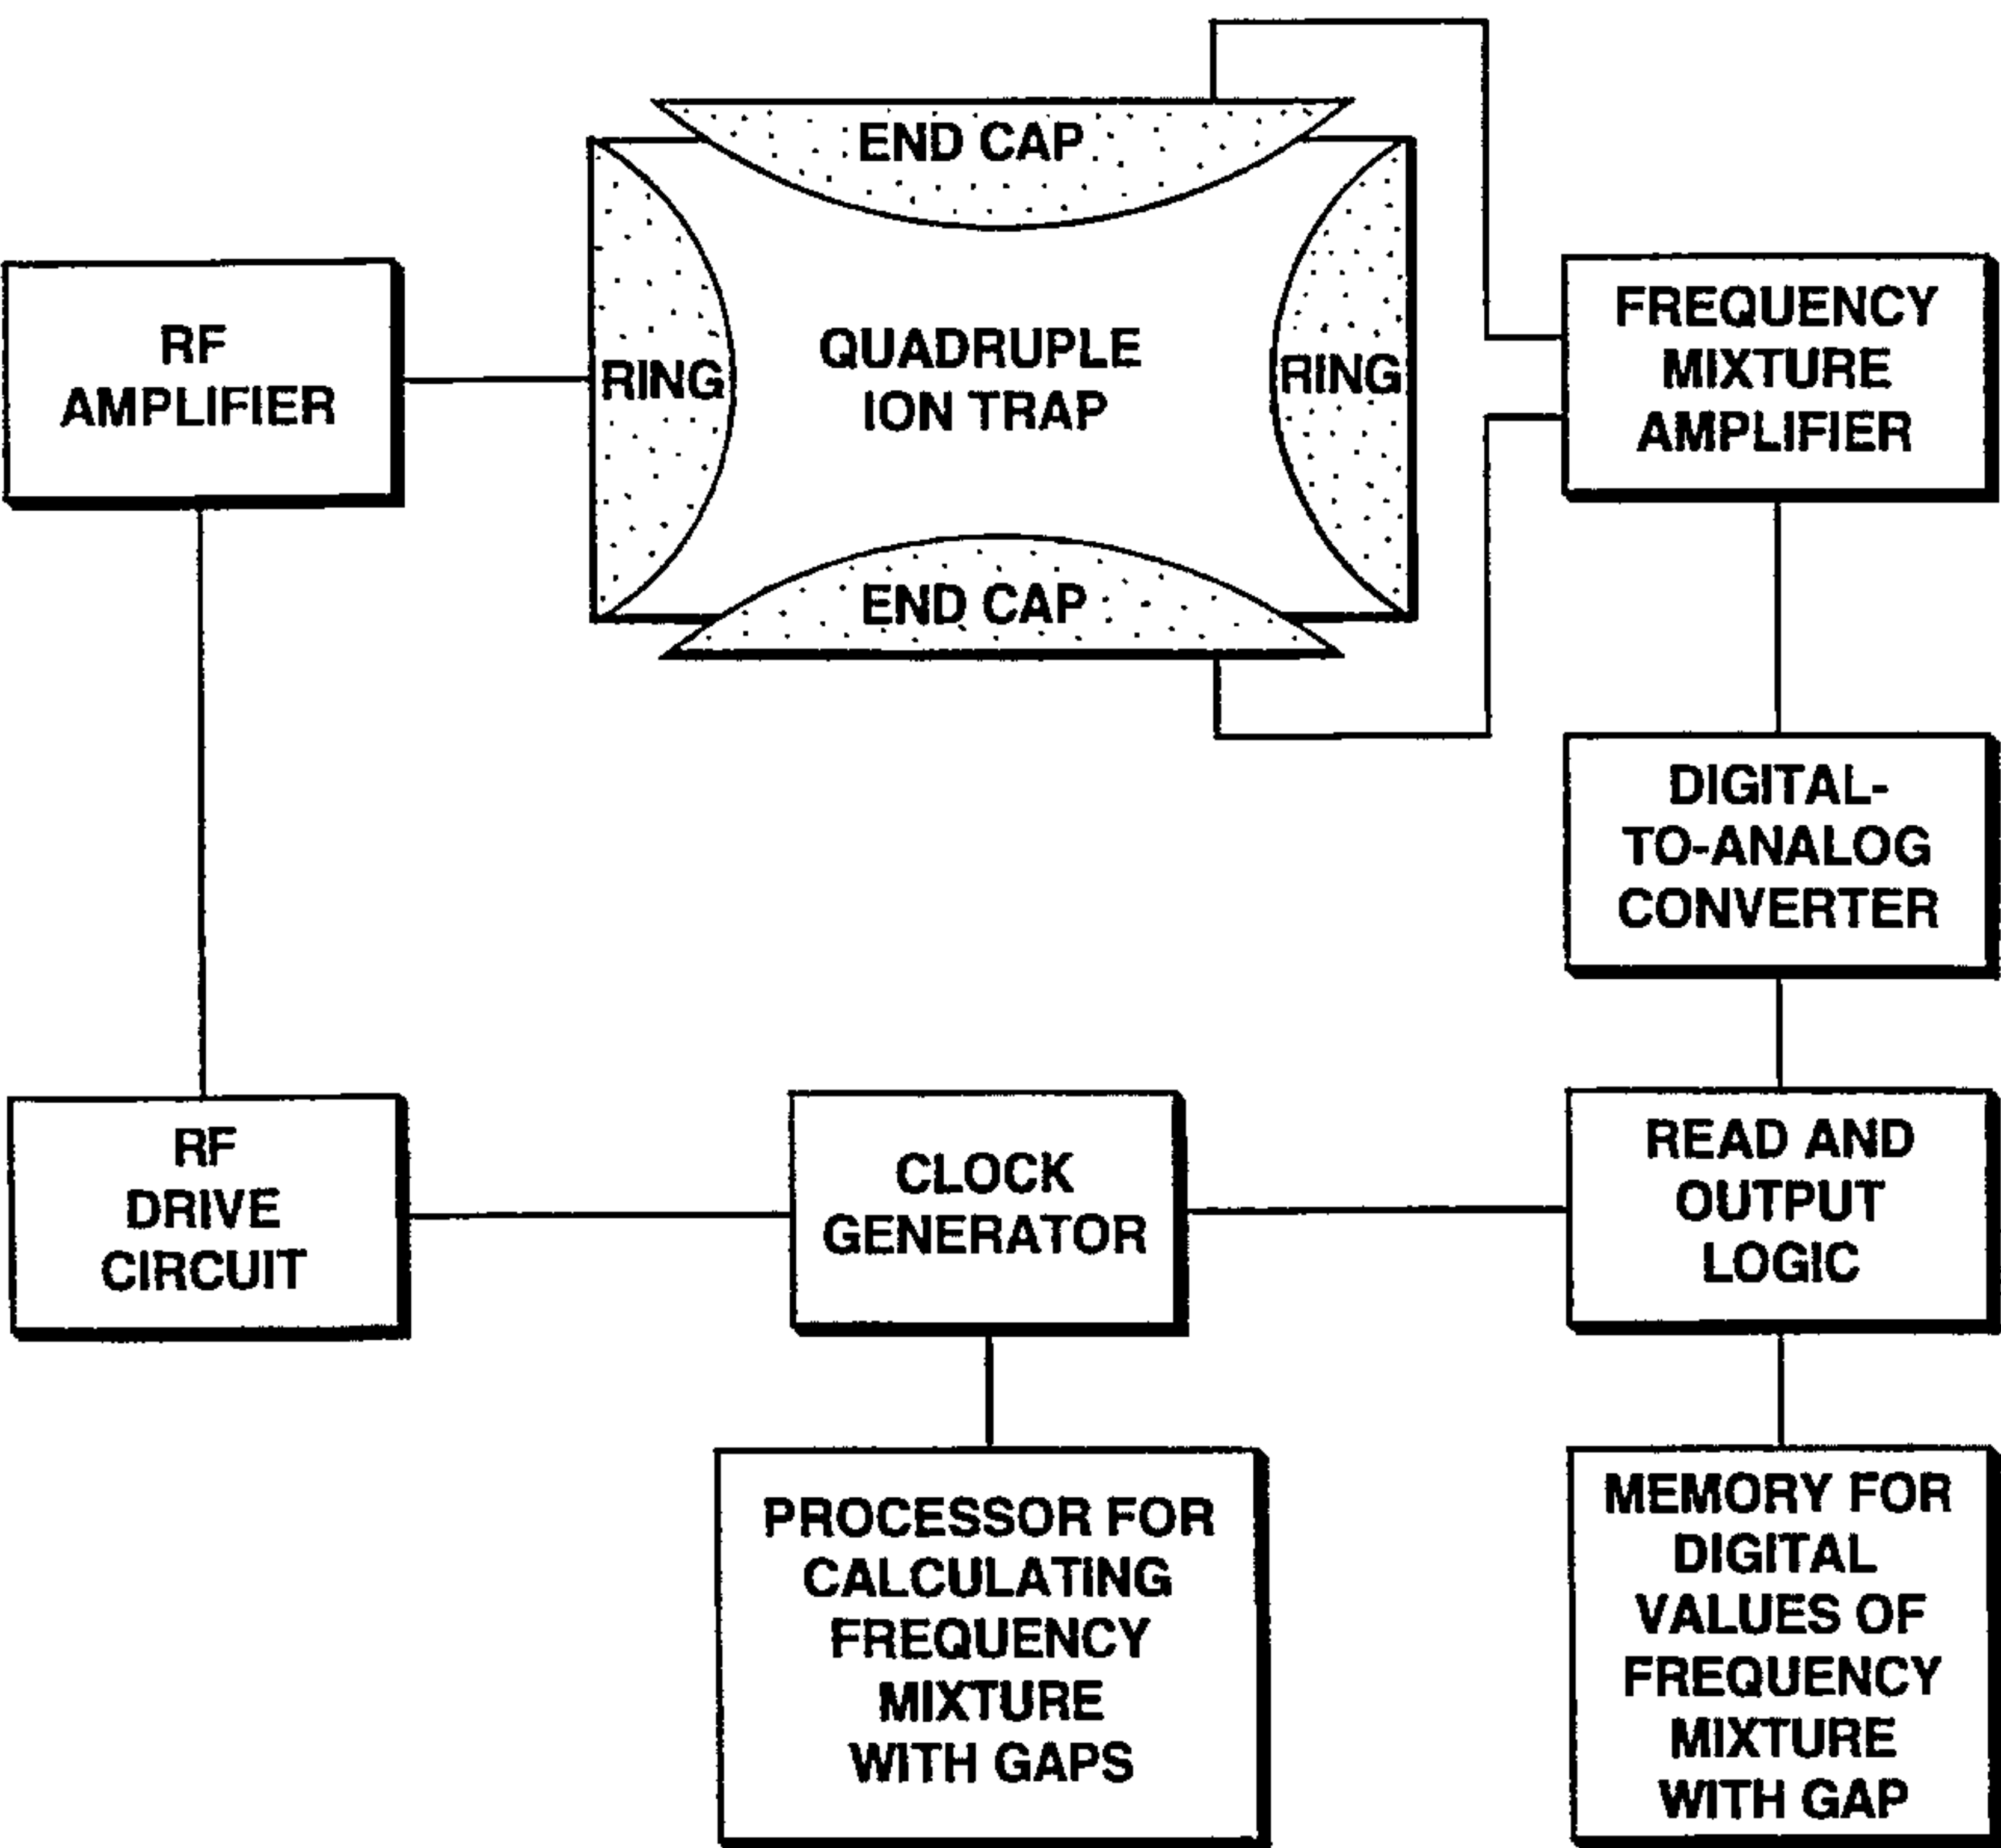 END CAP
RF
AMPLIFIER
RING
QUADRUPLE
ION TRAP
RING
FREQUENCY
MIXTURE
AMPLIFIER
END CAP
DIGITAL-
TO-ANALOG
CONVERTER
RF
DRIVE
CIRCUIT
CLOCK
GENERATOR
READ AND
OUTPUT
LOGIC
PROCESSOR FOR
CALCULATING
FREQUENCY
MIXTURE
WITH GAPS
MEMORY FOR
DIGITAL
VALUES OF
FREQUENCY
MIXTURE
WITH GAP